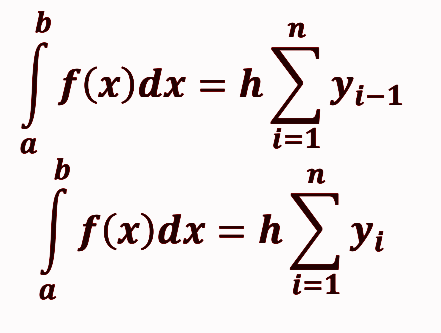 ∫_a^b f(x)dx = h ∑_{i=1}^n y_{i−1}
∫_a^b f(x)dx = h ∑_{i=1}^n y_i